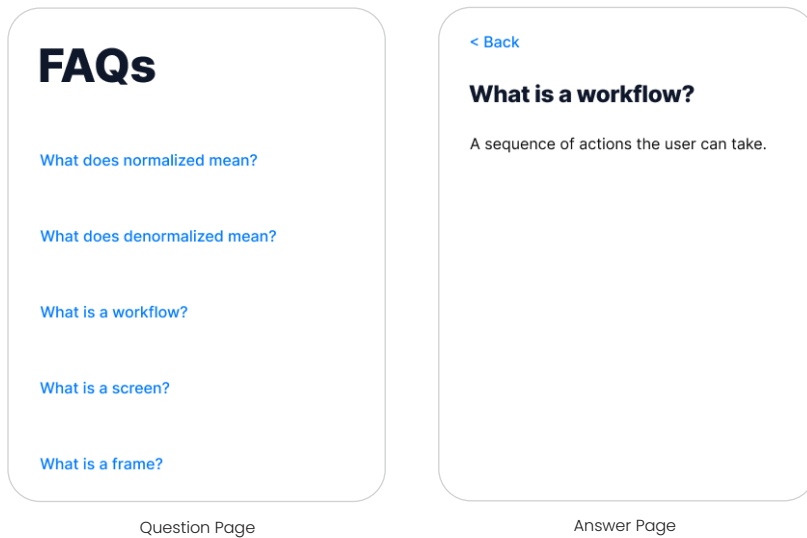 FAQs
What does normalized mean?
What does denormalized mean?
What is a workflow?
What is a screen?
What is a frame?
Question Page
< Back
What is a workflow?
A sequence of actions the user can take.
Answer Page